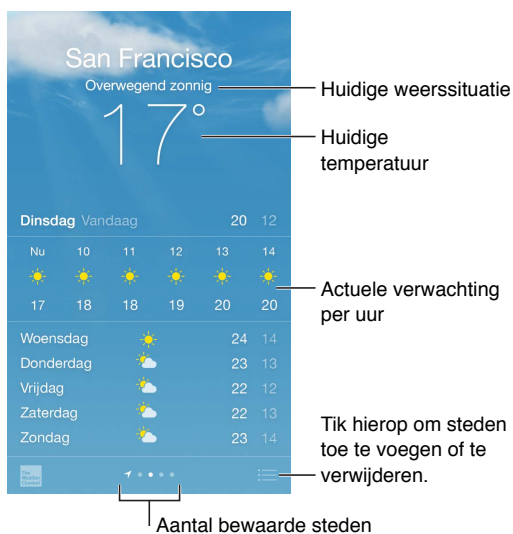 San Francisco
Overwegend zonnig
17°
Huidige weerssituatie
Huidige
temperatuur
Dinsdag Vandaag 20 12
Nu 10 11 12 13 14
17 18 18 19 20 20
Actuele verwachting
per uur
Woensdag 24 14
Donderdag 23 13
Vrijdag 22 12
Zaterdag 22 13
Zondag 23 14
Tik hierop om steden
toe te voegen of te
verwijderen.
The
Weather
Channel
Aantal bewaarde steden